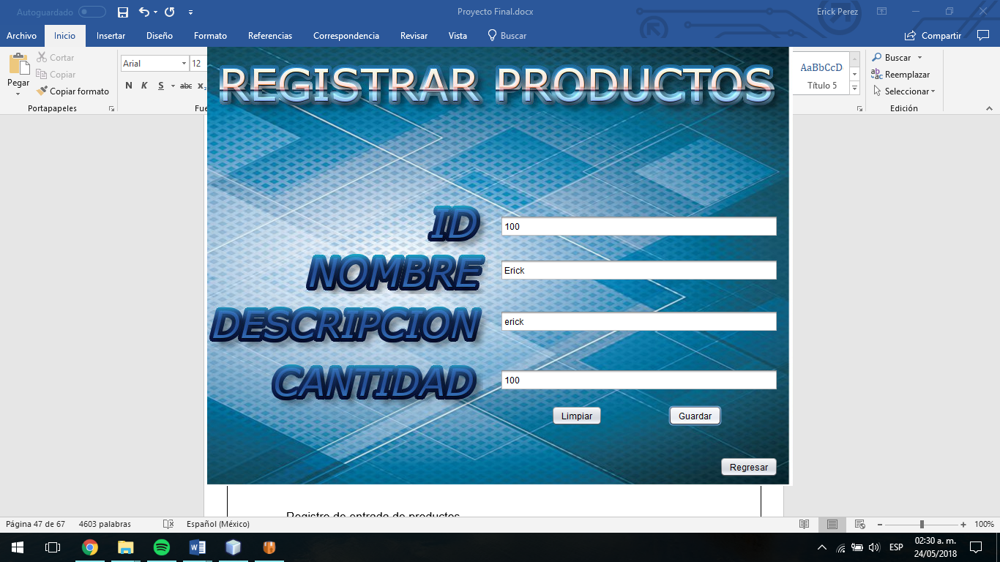 Autoguardado
Proyecto Final.docx
Erick Perez
Archivo Inicio Insertar Diseño Formato Referencias Correspondencia Revisar Vista Buscar Compartir
Pegar
Cortar
Copiar
Copiar formato
Portapapeles
Arial 12
N K S abc x
Fue
AaBbCcD
Título 5
Buscar
Reemplazar
Seleccionar
Edición
REGISTRAR PRODUCTOS
ID 100
NOMBRE Erick
DESCRIPCION erick
CANTIDAD 100
Limpiar Guardar
Regresar
Registro de entrada de productos
Página 47 de 67 4603 palabras Español (México) 100%
ESP
02:30 a. m.
24/05/2018